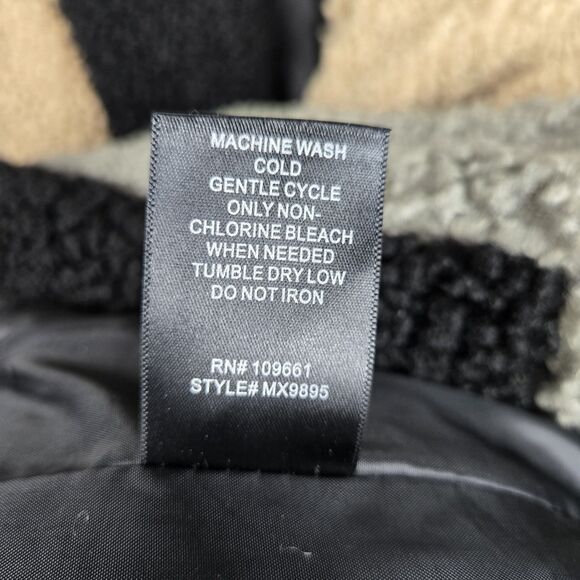 MACHINE WASH
COLD
GENTLE CYCLE
ONLY NON-
CHLORINE BLEACH
WHEN NEEDED
TUMBLE DRY LOW
DO NOT IRON
RN# 109661
STYLE# MX9895